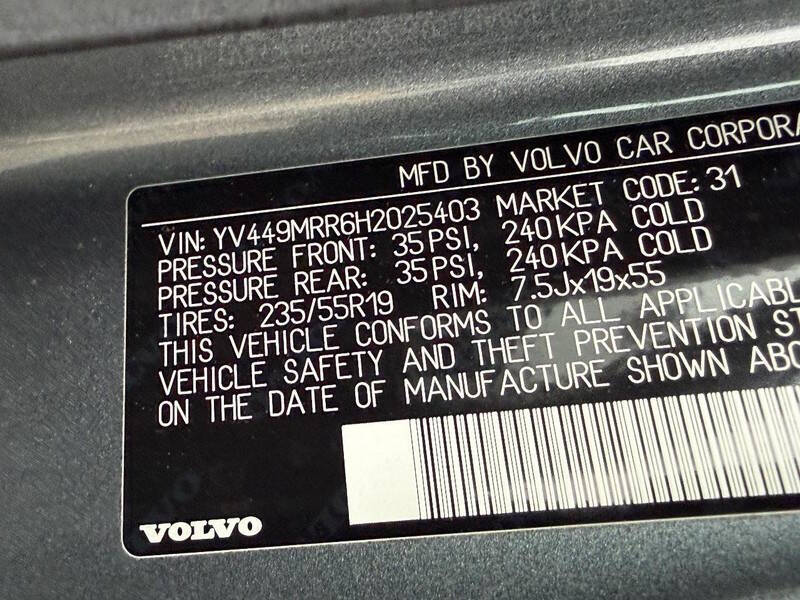 MFD BY VOLVO CAR CORPORA
VIN: YV449MRR6H2025403 MARKET CODE: 31
PRESSURE FRONT: 35 PSI, 240 KPA COLD
PRESSURE REAR: 35 PSI, 240 KPA COLD
TIRES: 235/55R19 RIM: 7.5Jx19x55
THIS VEHICLE CONFORMS TO ALL APPLICABL
VEHICLE SAFETY AND THEFT PREVENTION ST
ON THE DATE OF MANUFACTURE SHOWN ABO
VOLVO